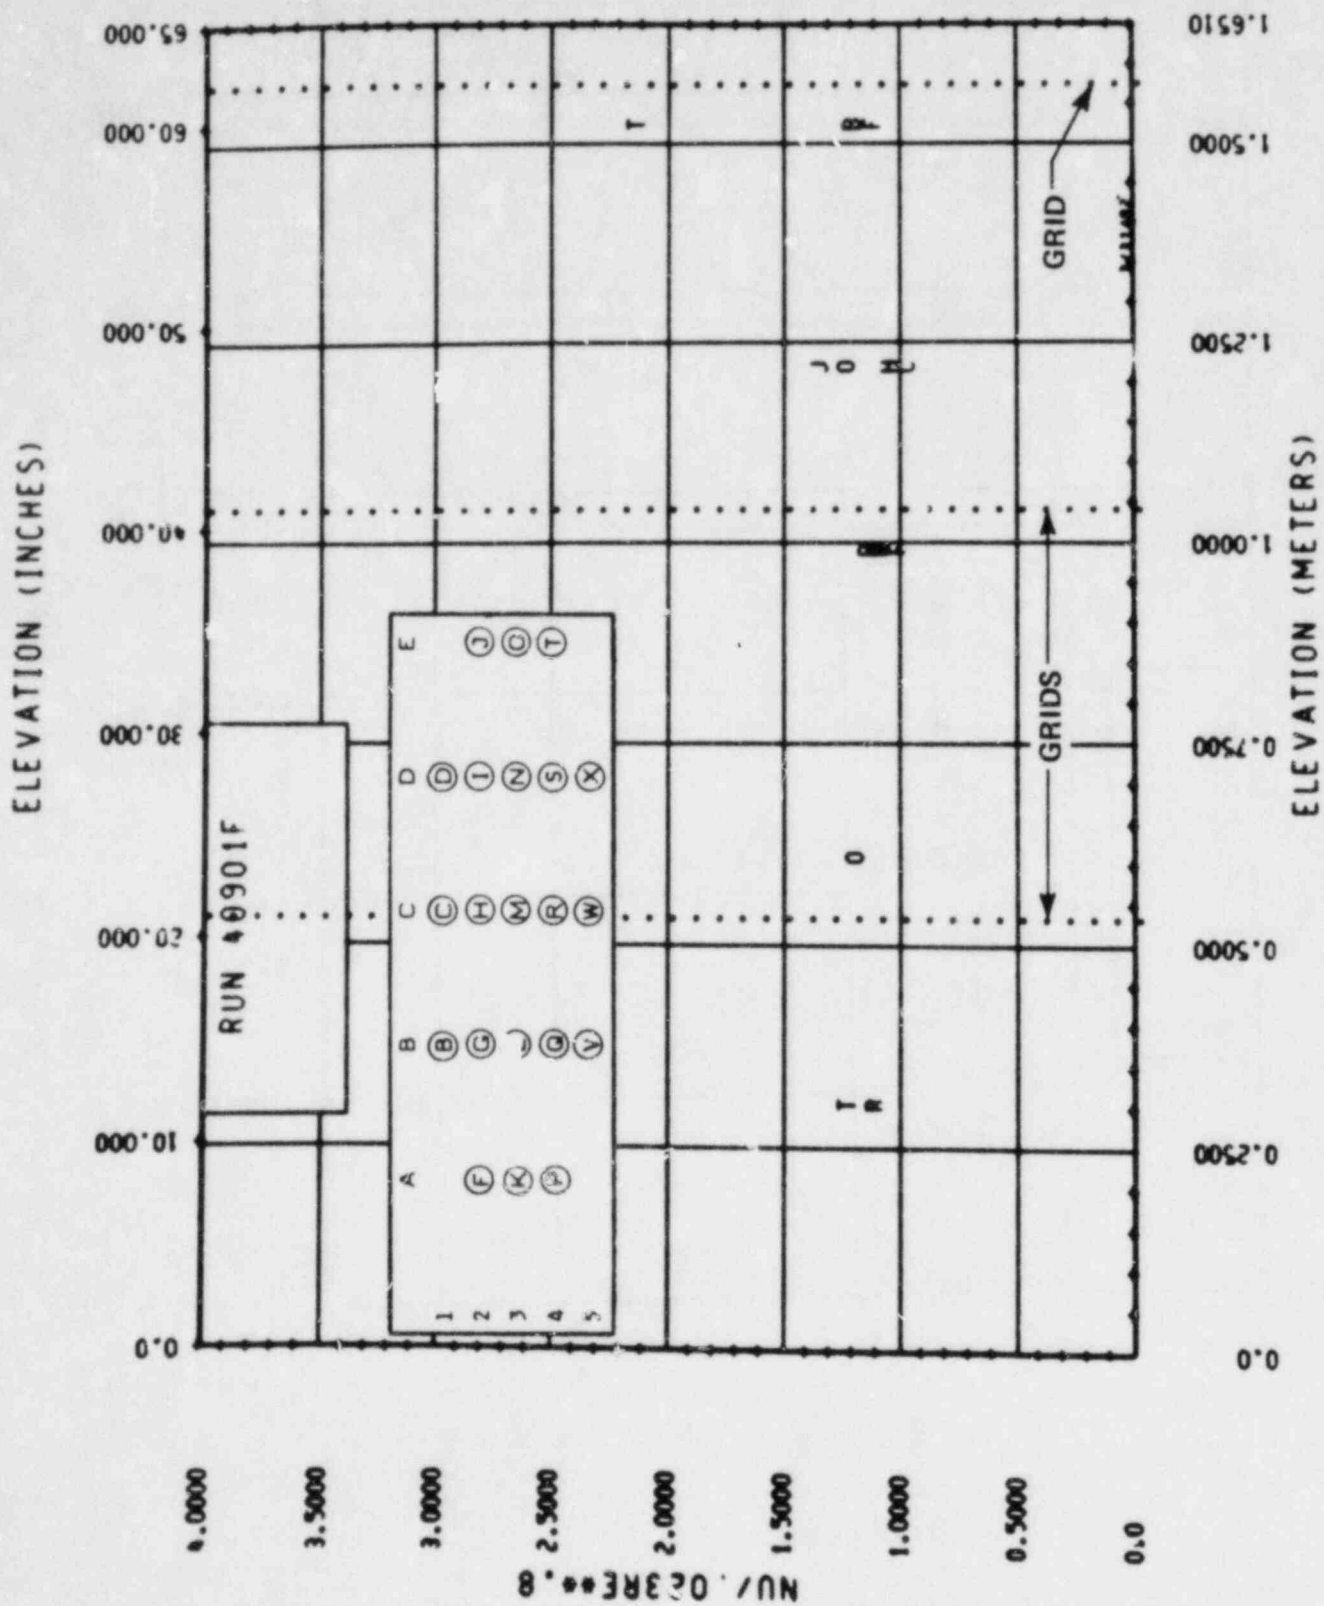 ELEVATION (INCHES)
0.0
10.000
20.000
30.000
40.000
50.000
60.000
65.000
RUN 40901F
A B C D E
1 B C D
2 F G H I J
3 K M N O
4 P Q R S T
5 V W X
T
R
O
J
O
H
C
T
B
F
GRIDS
GRID
4.0000
3.5000
3.0000
2.5000
2.0000
1.5000
1.0000
0.5000
0.0
NU/.023RE**.8
0.0
0.2500
0.5000
0.7500
1.0000
1.2500
1.5000
1.6510
ELEVATION (METERS)